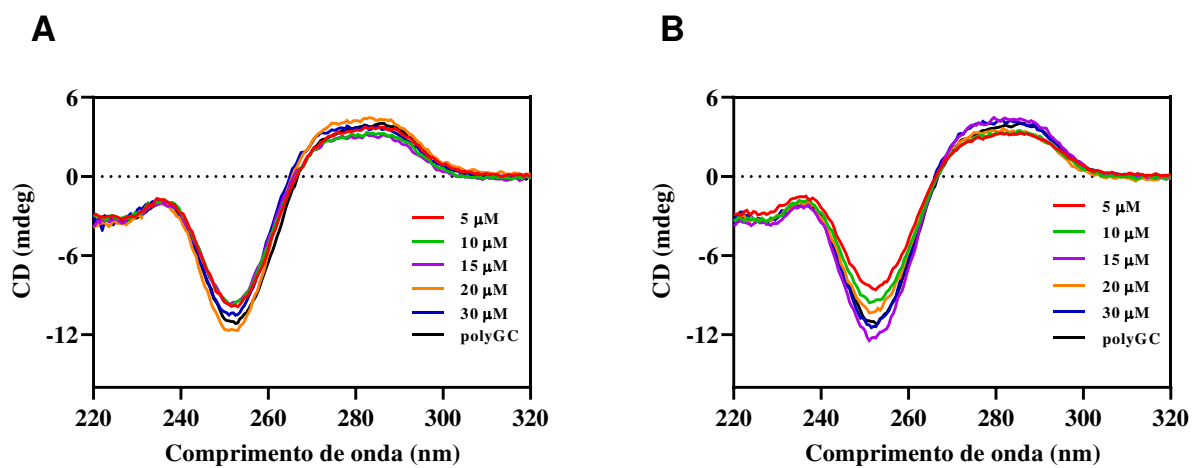 A
6
0
-6
-12
CD (mdeg)
5 μM
10 μM
15 μM
20 μM
30 μM
polyGC
220 240 260 280 300 320
Comprimento de onda (nm)
B
6
0
-6
-12
CD (mdeg)
5 μM
10 μM
15 μM
20 μM
30 μM
polyGC
220 240 260 280 300 320
Comprimento de onda (nm)